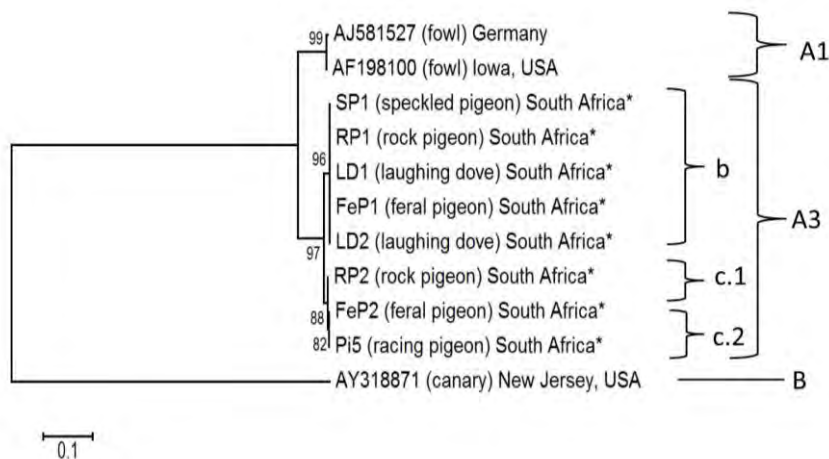 99 AJ581527 (fowl) Germany
A1
AF198100 (fowl) Iowa, USA
SP1 (speckled pigeon) South Africa*
RP1 (rock pigeon) South Africa*
96 LD1 (laughing dove) South Africa*
b
FeP1 (feral pigeon) South Africa*
A3
LD2 (laughing dove) South Africa*
97
RP2 (rock pigeon) South Africa*
c.1
88 FeP2 (feral pigeon) South Africa*
c.2
82 Pi5 (racing pigeon) South Africa*
AY318871 (canary) New Jersey, USA B
0.1